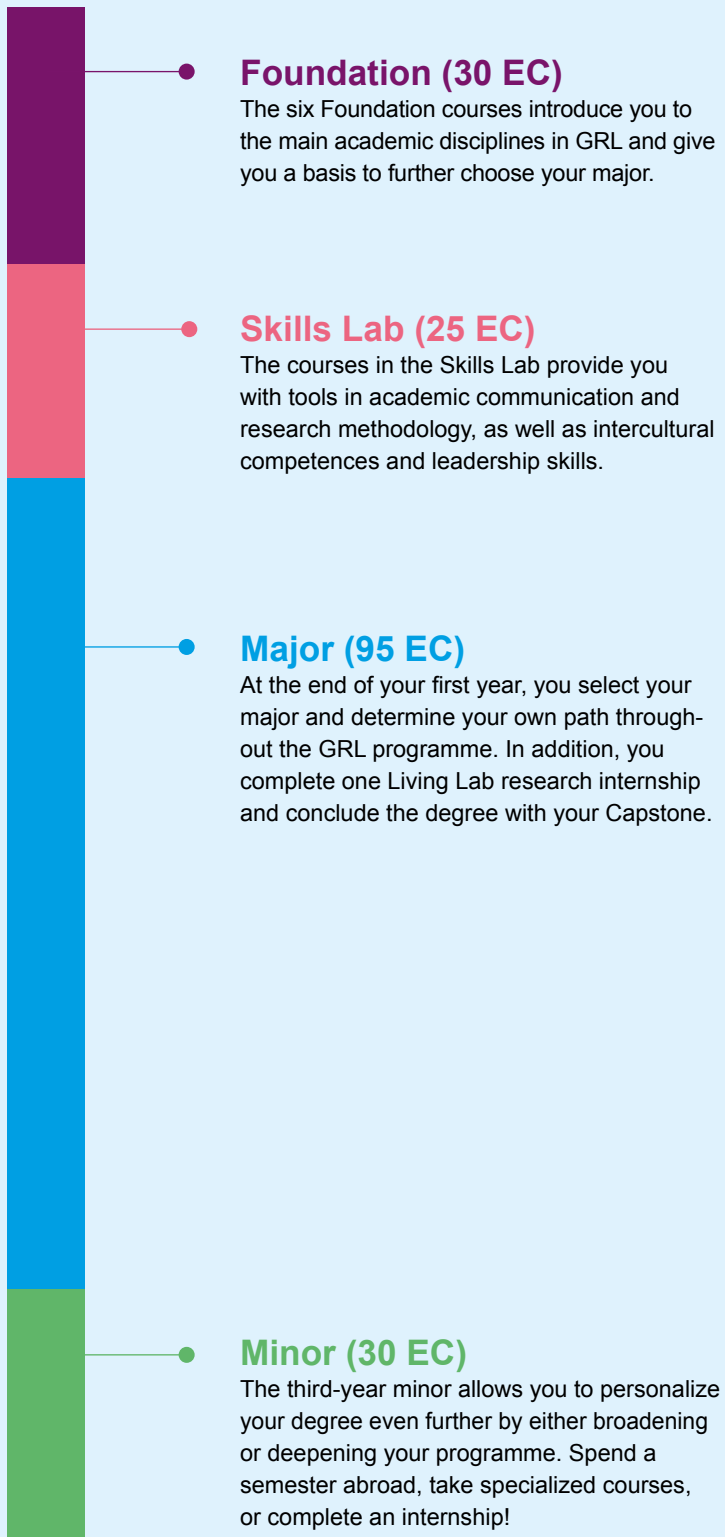 Foundation (30 EC)
The six Foundation courses introduce you to
the main academic disciplines in GRL and give
you a basis to further choose your major.
Skills Lab (25 EC)
The courses in the Skills Lab provide you
with tools in academic communication and
research methodology, as well as intercultural
competences and leadership skills.
Major (95 EC)
At the end of your first year, you select your
major and determine your own path through-
out the GRL programme. In addition, you
complete one Living Lab research internship
and conclude the degree with your Capstone.
Minor (30 EC)
The third-year minor allows you to personalize
your degree even further by either broadening
or deepening your programme. Spend a
semester abroad, take specialized courses,
or complete an internship!